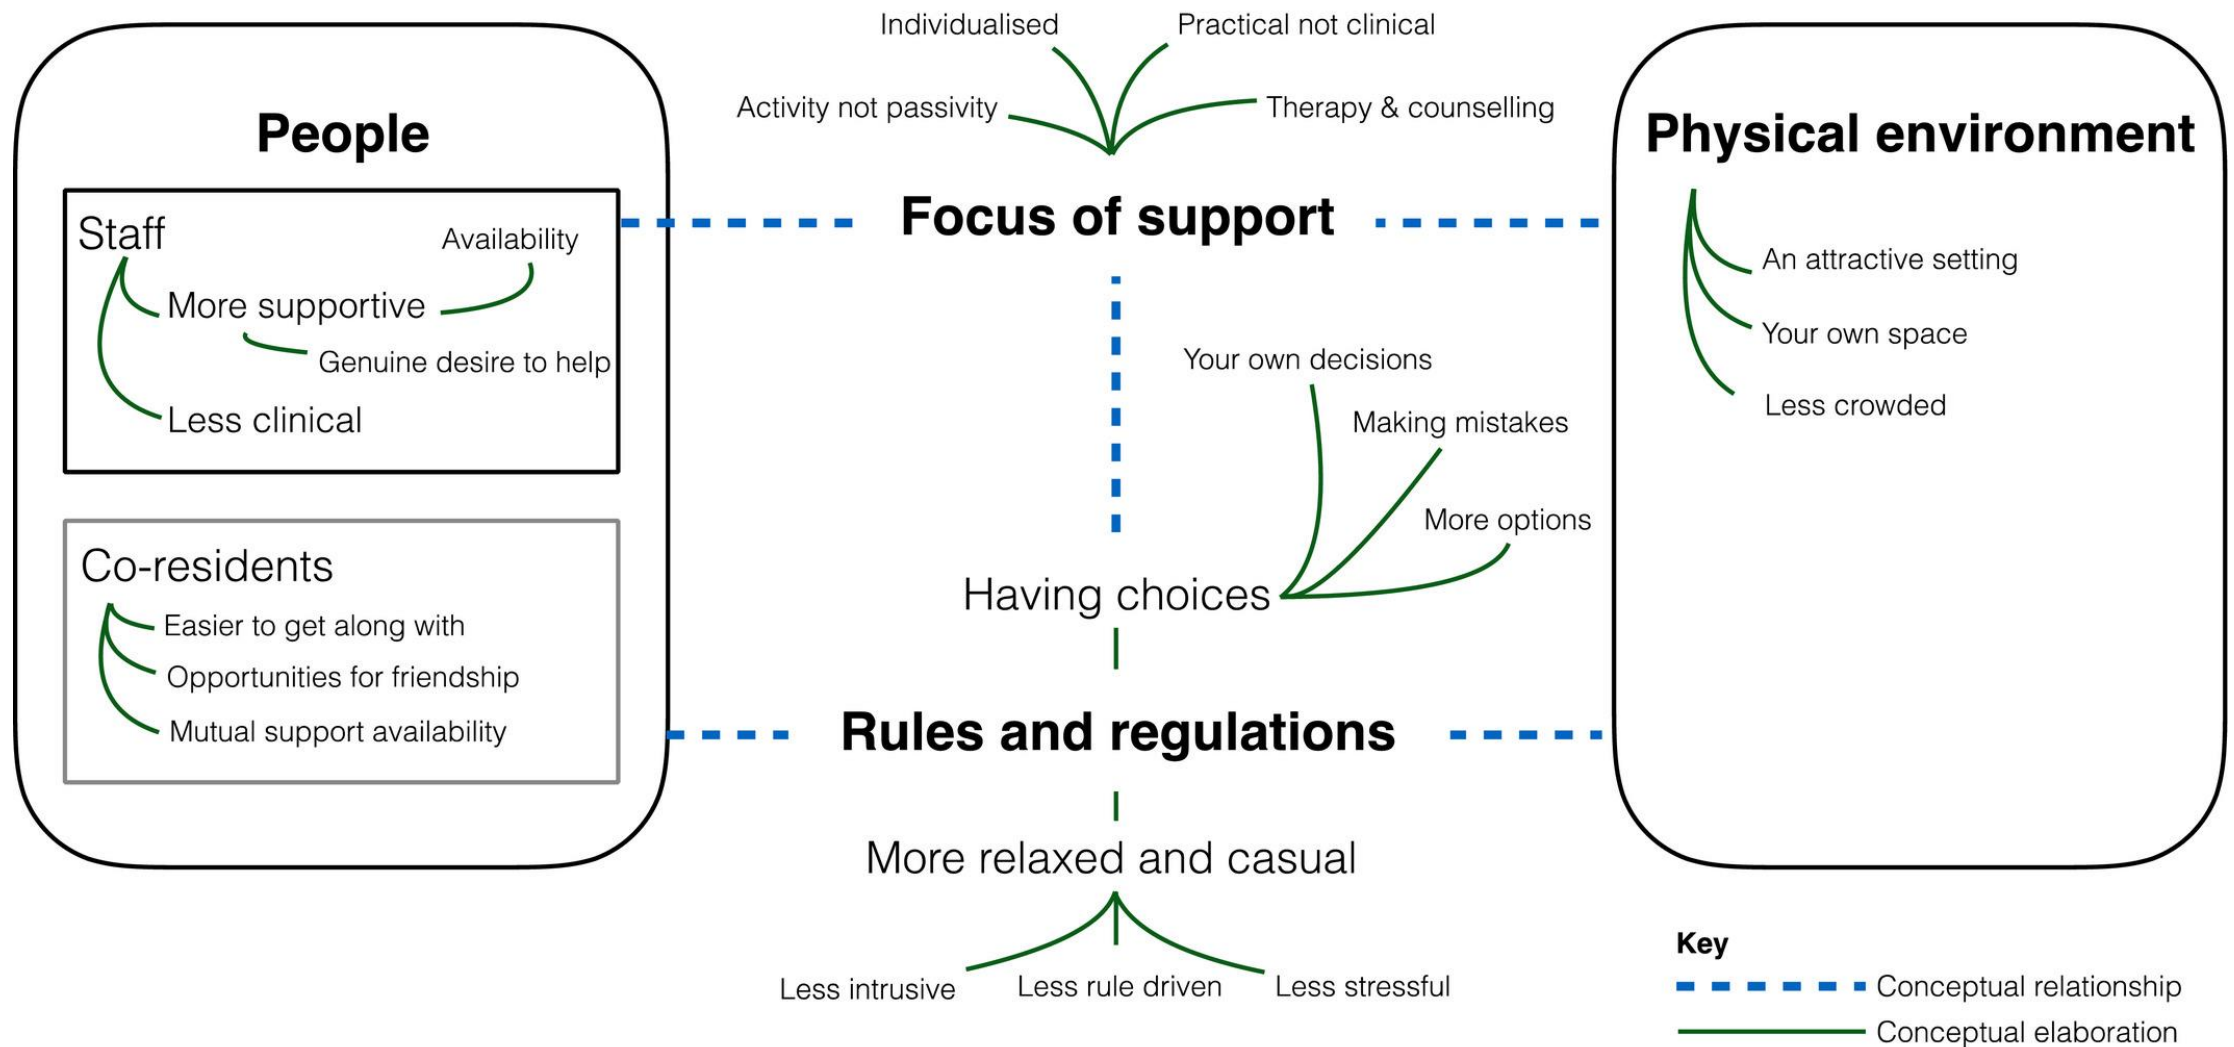 People
Staff
Availability
More supportive
Genuine desire to help
Less clinical
Co-residents
Easier to get along with
Opportunities for friendship
Mutual support availability
Individualised
Practical not clinical
Activity not passivity
Therapy & counselling
Focus of support
Your own decisions
Making mistakes
More options
Having choices
Rules and regulations
More relaxed and casual
Less intrusive
Less rule driven
Less stressful
Physical environment
An attractive setting
Your own space
Less crowded
Key
Conceptual relationship
Conceptual elaboration